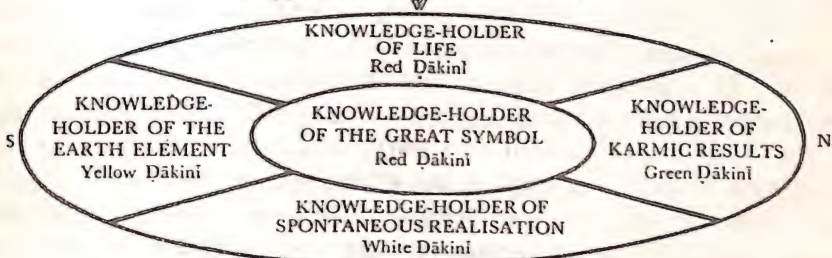 W
KNOWLEDGE-HOLDER
OF LIFE
Red Ḍākinī
S
KNOWLEDGE-
HOLDER OF THE
EARTH ELEMENT
Yellow Ḍākinī
KNOWLEDGE-HOLDER
OF THE GREAT SYMBOL
Red Ḍākinī
KNOWLEDGE-
HOLDER OF
KARMIC RESULTS
Green Ḍākinī
N
KNOWLEDGE-HOLDER OF
SPONTANEOUS REALISATION
White Ḍākinī